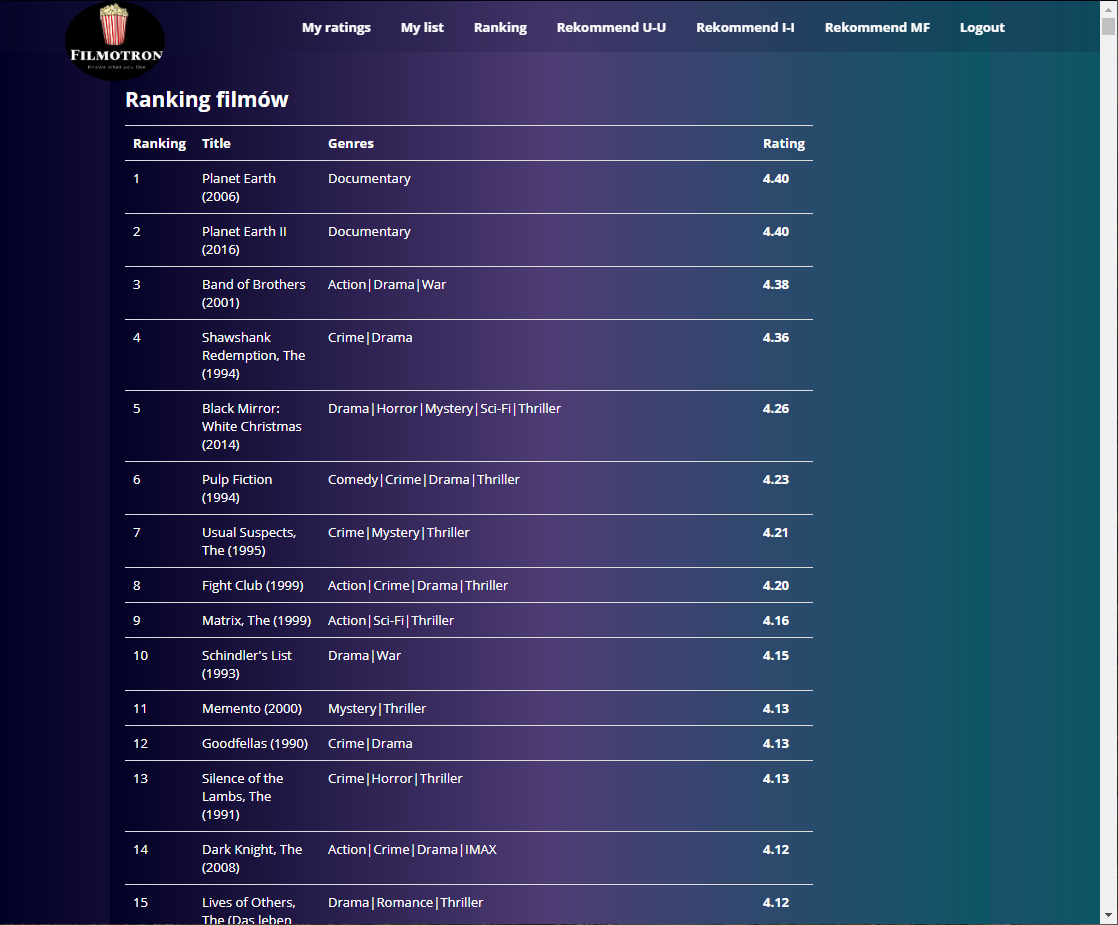 FILMOTRON
My ratings My list Ranking Rekommend U-U Rekommend I-I Rekommend MF Logout
Ranking filmów
Ranking Title Genres Rating
1 Planet Earth Documentary 4.40
(2006)
2 Planet Earth II Documentary 4.40
(2016)
3 Band of Brothers Action|Drama|War 4.38
(2001)
4 Shawshank Crime|Drama 4.36
Redemption, The
(1994)
5 Black Mirror: Drama|Horror|Mystery|Sci-Fi|Thriller 4.26
White Christmas
(2014)
6 Pulp Fiction Comedy|Crime|Drama|Thriller 4.23
(1994)
7 Usual Suspects, Crime|Mystery|Thriller 4.21
The (1995)
8 Fight Club (1999) Action|Crime|Drama|Thriller 4.20
9 Matrix, The (1999) Action|Sci-Fi|Thriller 4.16
10 Schindler's List Drama|War 4.15
(1993)
11 Memento (2000) Mystery|Thriller 4.13
12 Goodfellas (1990) Crime|Drama 4.13
13 Silence of the Crime|Horror|Thriller 4.13
Lambs, The
(1991)
14 Dark Knight, The Action|Crime|Drama|IMAX 4.12
(2008)
15 Lives of Others, Drama|Romance|Thriller 4.12
The (Das leben